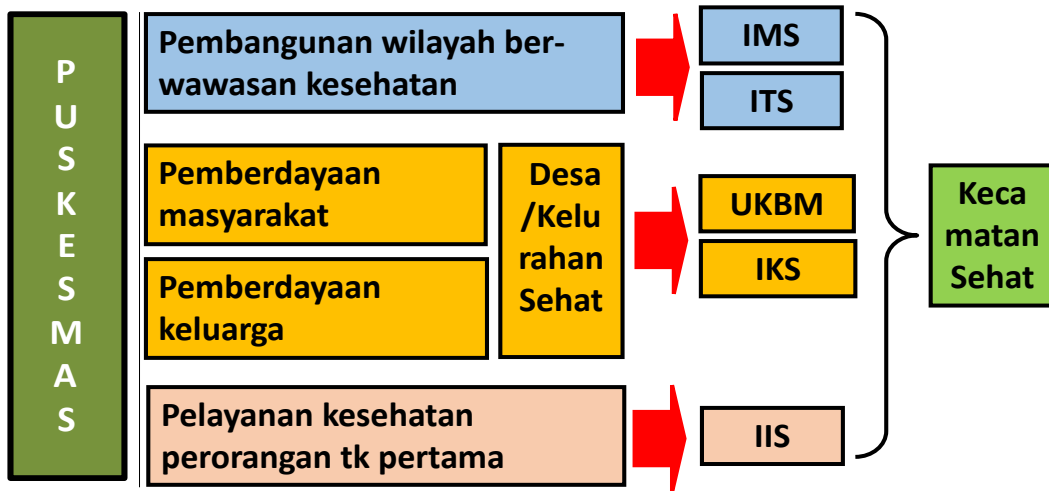 P
U
S
K
E
S
M
A
S
Pembangunan wilayah ber-
wawasan kesehatan
IMS
ITS
Pemberdayaan
masyarakat
Pemberdayaan
keluarga
Desa
/Kelu
rahan
Sehat
UKBM
IKS
Pelayanan kesehatan
perorangan tk pertama
IIS
Keca
matan
Sehat